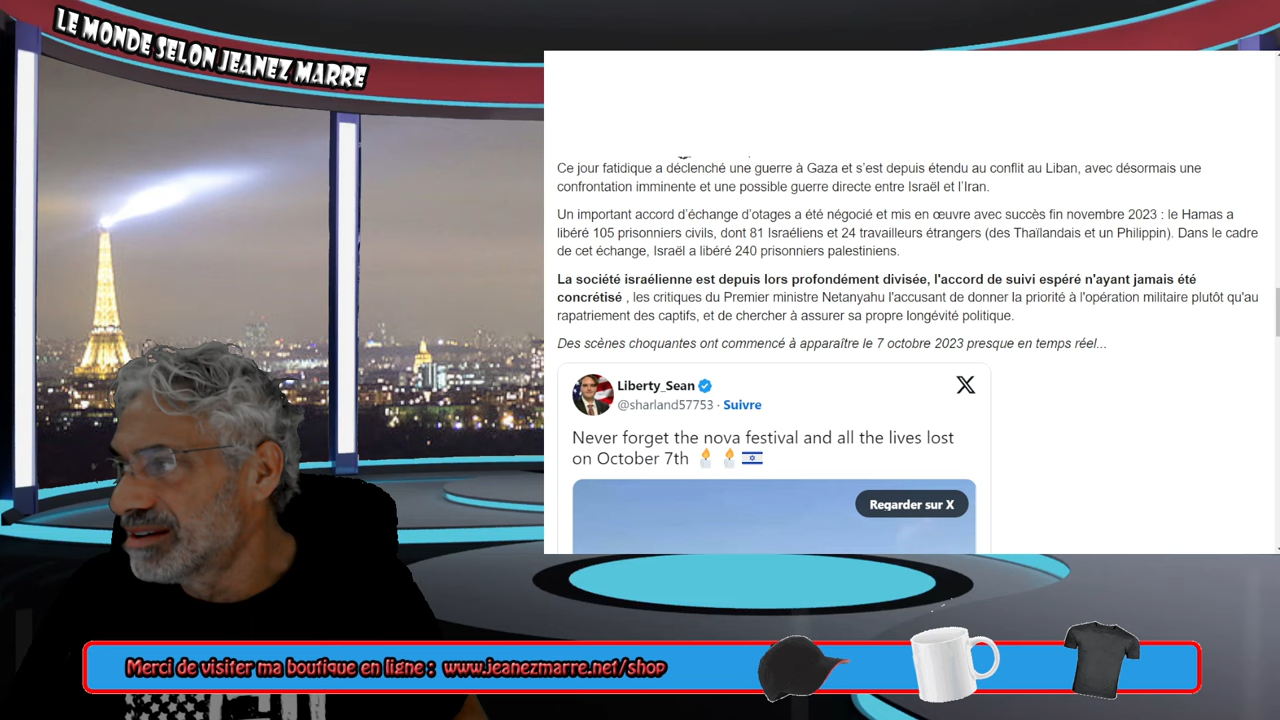 LE MONDE SELON JEANEZ MARRE
Ce jour fatidique a déclenché une guerre à Gaza et s’est depuis étendu au conflit au Liban, avec désormais une
confrontation imminente et une possible guerre directe entre Israël et l’Iran.
Un important accord d’échange d’otages a été négocié et mis en œuvre avec succès fin novembre 2023 : le Hamas a
libéré 105 prisonniers civils, dont 81 Israéliens et 24 travailleurs étrangers (des Thaïlandais et un Philippin). Dans le cadre
de cet échange, Israël a libéré 240 prisonniers palestiniens.
La société israélienne est depuis lors profondément divisée, l'accord de suivi espéré n'ayant jamais été
concrétisé , les critiques du Premier ministre Netanyahu l'accusant de donner la priorité à l'opération militaire plutôt qu'au
rapatriement des captifs, et de chercher à assurer sa propre longévité politique.
Des scènes choquantes ont commencé à apparaître le 7 octobre 2023 presque en temps réel...
Liberty_Sean
@sharland57753 · Suivre
Never forget the nova festival and all the lives lost
on October 7th
Regarder sur X
Merci de visiter ma boutique en ligne : www.jeanezmarre.net/shop